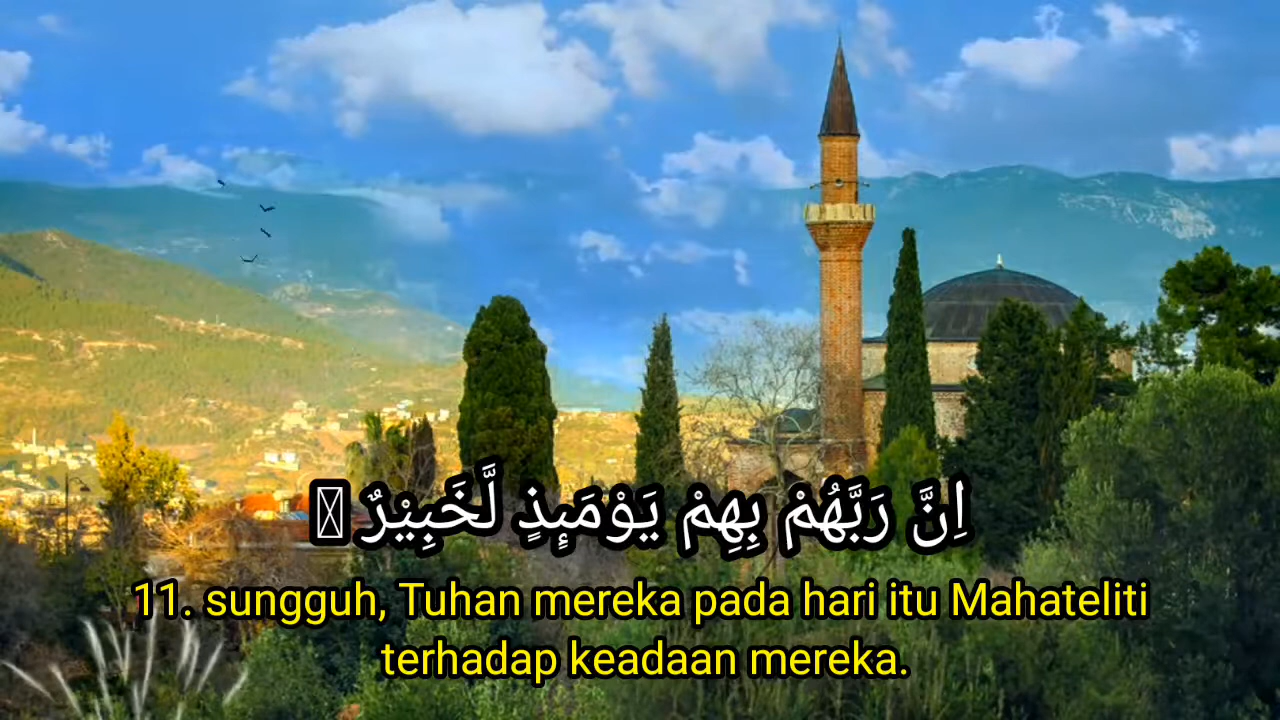 اِنَّ رَبَّهُمْ بِهِمْ يَوْمَىِٕذٍ لَّخَبِيْرٌ
11. sungguh, Tuhan mereka pada hari itu Mahateliti
terhadap keadaan mereka.